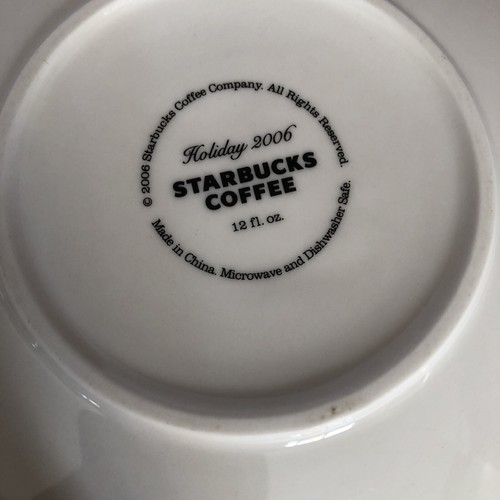 © 2006 Starbucks Coffee Company. All Rights Reserved.
Holiday 2006
STARBUCKS
COFFEE
12 fl. oz.
Made in China. Microwave and Dishwasher Safe.